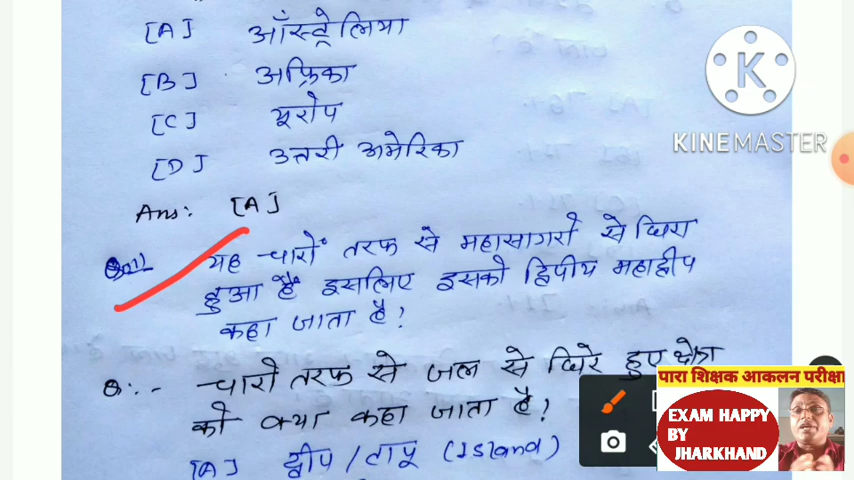 [A] ऑस्ट्रेलिया
[B] अफ्रिका
[C] यूरोप
[D] उत्तरी अमेरिका
Ans: [A]
यह चारों तरफ से महासागरों से घिरा
हुआ हैं इसलिए इसको द्विपीय महाद्वीप
कहा जाता है?
Q:- चारो तरफ से जल से घिरे हुए क्षेत्र
को क्या कहा जाता है?
[A] द्वीप/टापू (Island)
K
KINEMASTER
पारा शिक्षक आकलन परीक्षा
EXAM HAPPY
BY
JHARKHAND